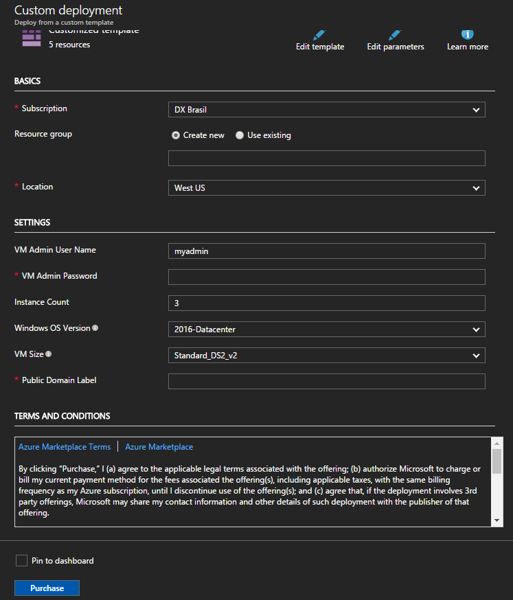 Custom deployment
Deploy from a custom template
Customized template
5 resources
Edit template
Edit parameters
Learn more
BASICS
* Subscription
DX Brasil
Resource group
Create new
Use existing
* Location
West US
SETTINGS
VM Admin User Name
myadmin
* VM Admin Password
Instance Count
3
Windows OS Version
2016-Datacenter
VM Size
Standard_DS2_v2
* Public Domain Label
TERMS AND CONDITIONS
Azure Marketplace Terms | Azure Marketplace
By clicking "Purchase," I (a) agree to the applicable legal terms associated with the offering; (b) authorize Microsoft to charge or
bill my current payment method for the fees associated the offering(s), including applicable taxes, with the same billing
frequency as my Azure subscription, until I discontinue use of the offering(s); and (c) agree that, if the deployment involves 3rd
party offerings, Microsoft may share my contact information and other details of such deployment with the publisher of that
offering.
Pin to dashboard
Purchase